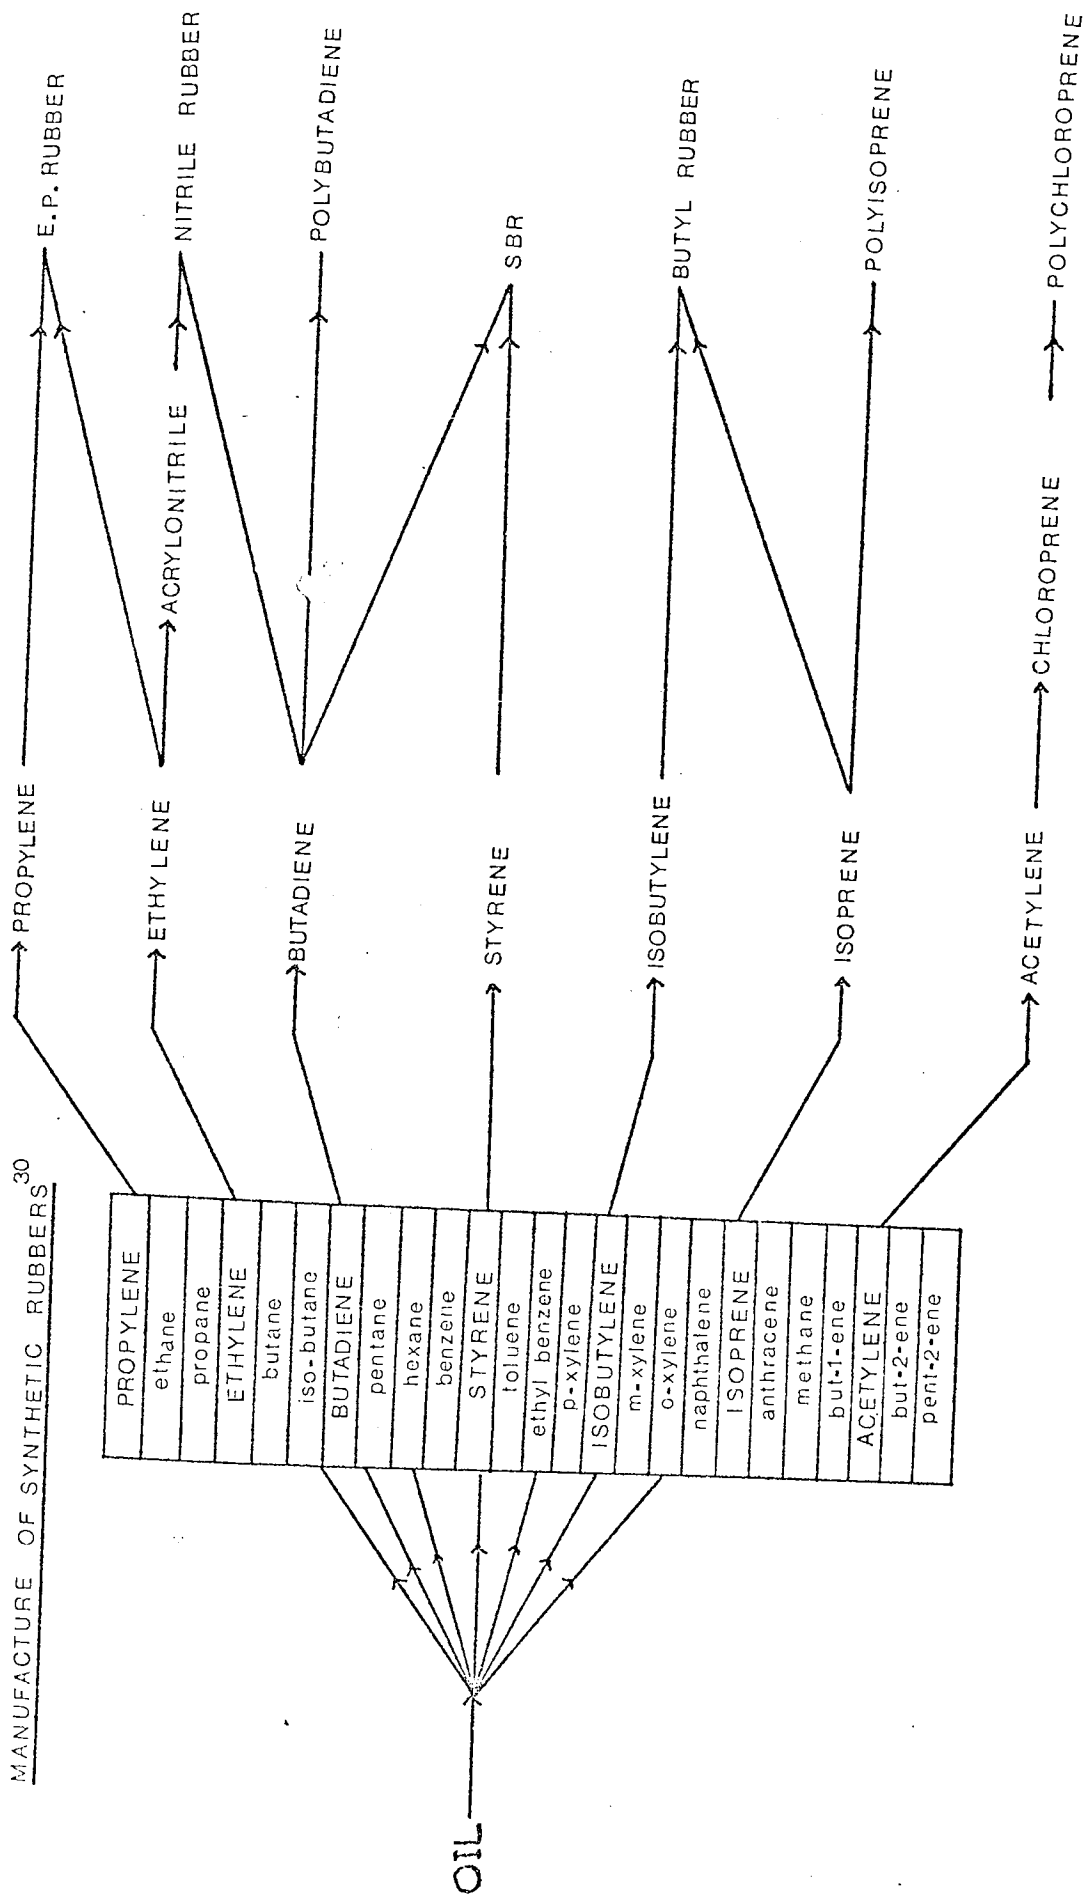 MANUFACTURE OF SYNTHETIC RUBBERS30
OIL
PROPYLENE
ethane
propane
ETHYLENE
butane
iso-butane
BUTADIENE
pentane
hexane
benzene
STYRENE
toluene
ethyl benzene
p-xylene
ISOBUTYLENE
m-xylene
o-xylene
naphthalene
ISOPRENE
anthracene
methane
but-1-ene
ACETYLENE
but-2-ene
pent-2-ene
PROPYLENE
ETHYLENE
BUTADIENE
STYRENE
ISOBUTYLENE
ISOPRENE
ACETYLENE
ACRYLONITRILE
CHLOROPRENE
E.P. RUBBER
NITRILE RUBBER
POLYBUTADIENE
SBR
BUTYL RUBBER
POLYISOPRENE
POLYCHLOROPRENE